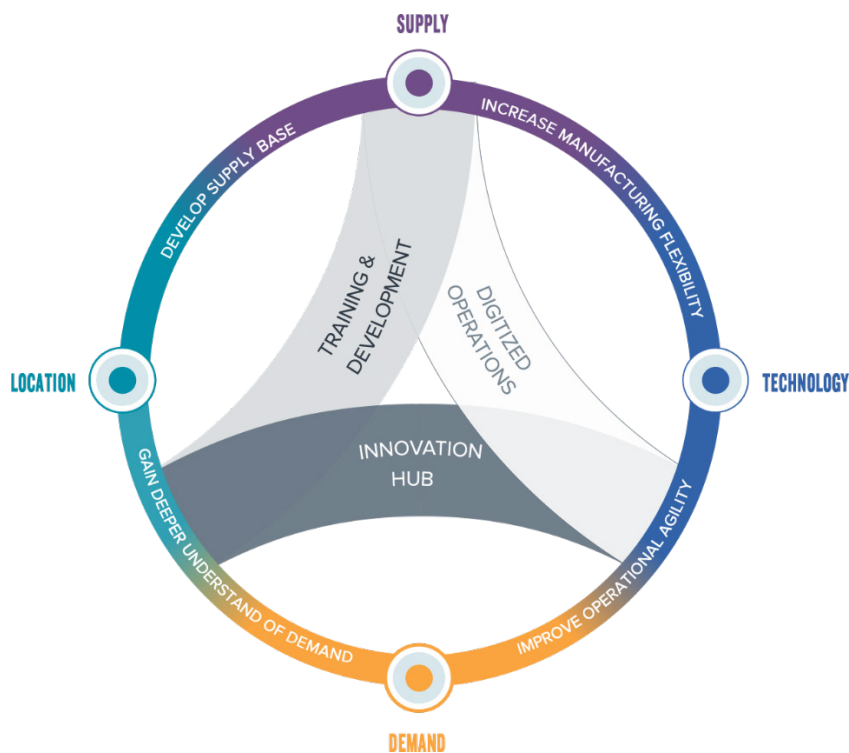 SUPPLY
DEVELOP SUPPLY BASE
INCREASE MANUFACTURING FLEXIBILITY
TRAINING &
DEVELOPMENT
DIGITIZED
OPERATIONS
LOCATION
TECHNOLOGY
INNOVATION
HUB
GAIN DEEPER UNDERSTAND OF DEMAND
IMPROVE OPERATIONAL AGILITY
DEMAND